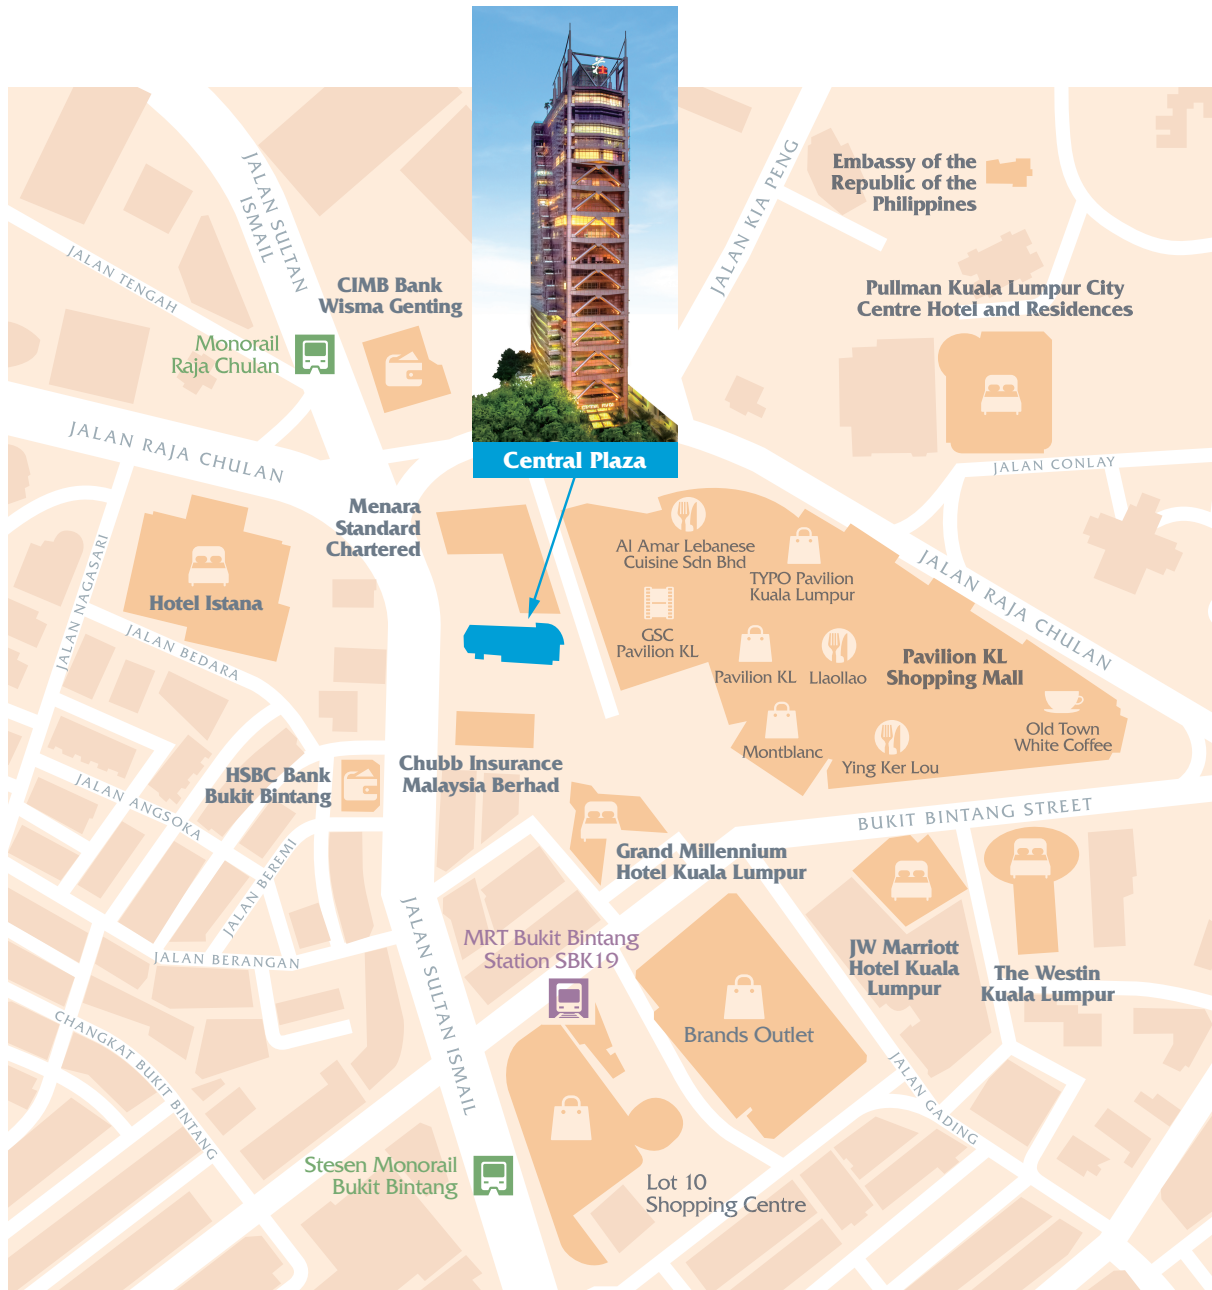 Embassy of the
Republic of the
Philippines
JALAN KIA PENG
JALAN SULTAN
ISMAIL
JALAN TENGAH
CIMB Bank
Wisma Genting
Pullman Kuala Lumpur City
Centre Hotel and Residences
Monorail
Raja Chulan
JALAN RAJA CHULAN
Central Plaza
JALAN CONLAY
Menara
Standard
Chartered
Al Amar Lebanese
Cuisine Sdn Bhd
TYPO Pavilion
Kuala Lumpur
JALAN RAJA CHULAN
Hotel Istana
JALAN NAGASARI
JALAN BEDARA
GSC
Pavilion KL
Pavilion KL
Llaollao
Pavilion KL
Shopping Mall
Old Town
White Coffee
Montblanc
Ying Ker Lou
HSBC Bank
Bukit Bintang
Chubb Insurance
Malaysia Berhad
JALAN ANGSOKA
JALAN BEREMI
BUKIT BINTANG STREET
Grand Millennium
Hotel Kuala Lumpur
JALAN BERANGAN
JALAN SULTAN ISMAIL
MRT Bukit Bintang
Station SBK19
JW Marriott
Hotel Kuala
Lumpur
The Westin
Kuala Lumpur
CHANGKAT BUKIT BINTANG
Brands Outlet
JALAN GADING
Stesen Monorail
Bukit Bintang
Lot 10
Shopping Centre